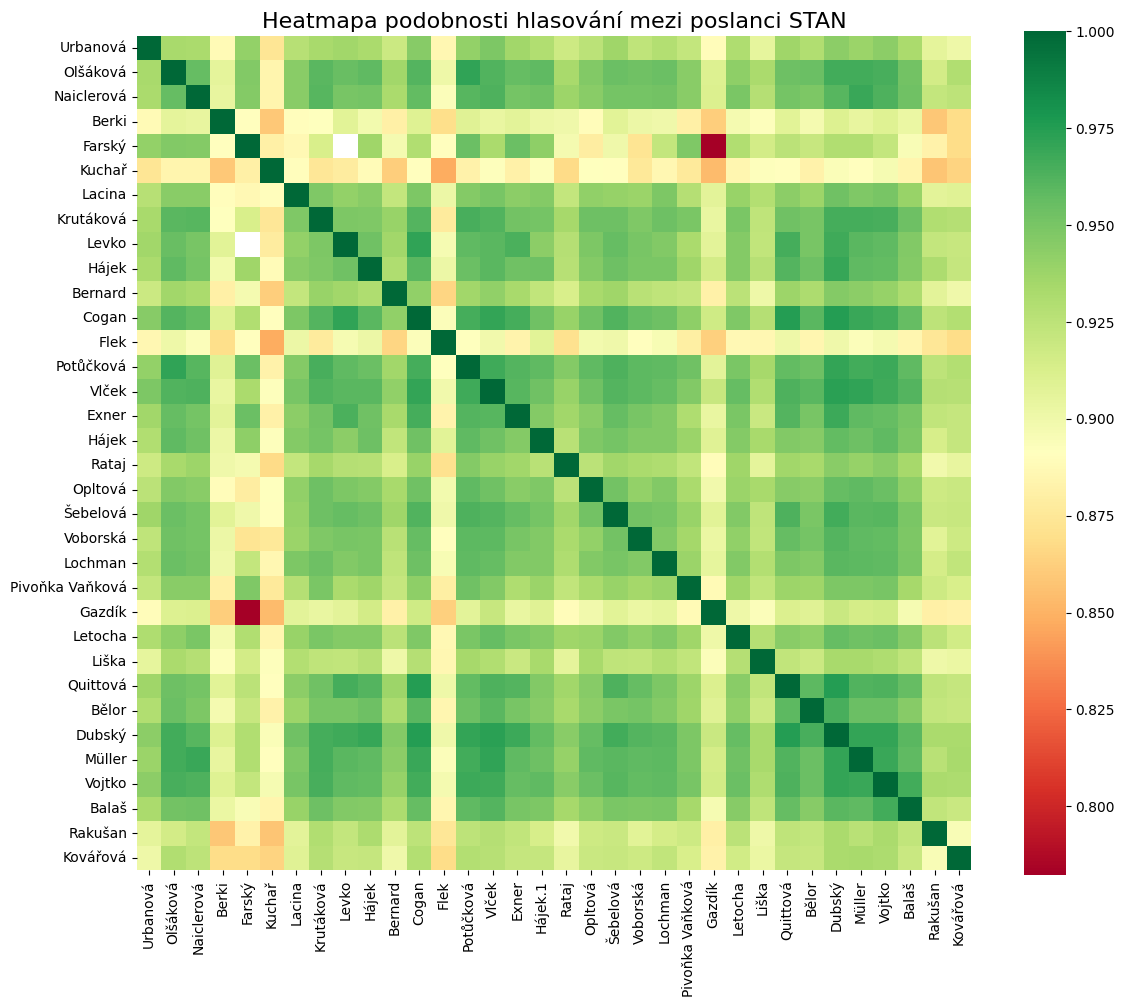 Heatmapa podobnosti hlasování mezi poslanci STAN
Urbanová
Olšáková
Naiclerová
Berki
Farský
Kuchař
Lacina
Krutáková
Levko
Hájek
Bernard
Cogan
Flek
Potůčková
Vlček
Exner
Hájek
Rataj
Opltová
Šebelová
Voborská
Lochman
Pivoňka Vaňková
Gazdík
Letocha
Liška
Quittová
Bělor
Dubský
Müller
Vojtko
Balaš
Rakušan
Kovářová
Urbanová
Olšáková
Naiclerová
Berki
Farský
Kuchař
Lacina
Krutáková
Levko
Hájek
Bernard
Cogan
Flek
Potůčková
Vlček
Exner
Hájek.1
Rataj
Opltová
Šebelová
Voborská
Lochman
Pivoňka Vaňková
Gazdík
Letocha
Liška
Quittová
Bělor
Dubský
Müller
Vojtko
Balaš
Rakušan
Kovářová
1.000
0.975
0.950
0.925
0.900
0.875
0.850
0.825
0.800